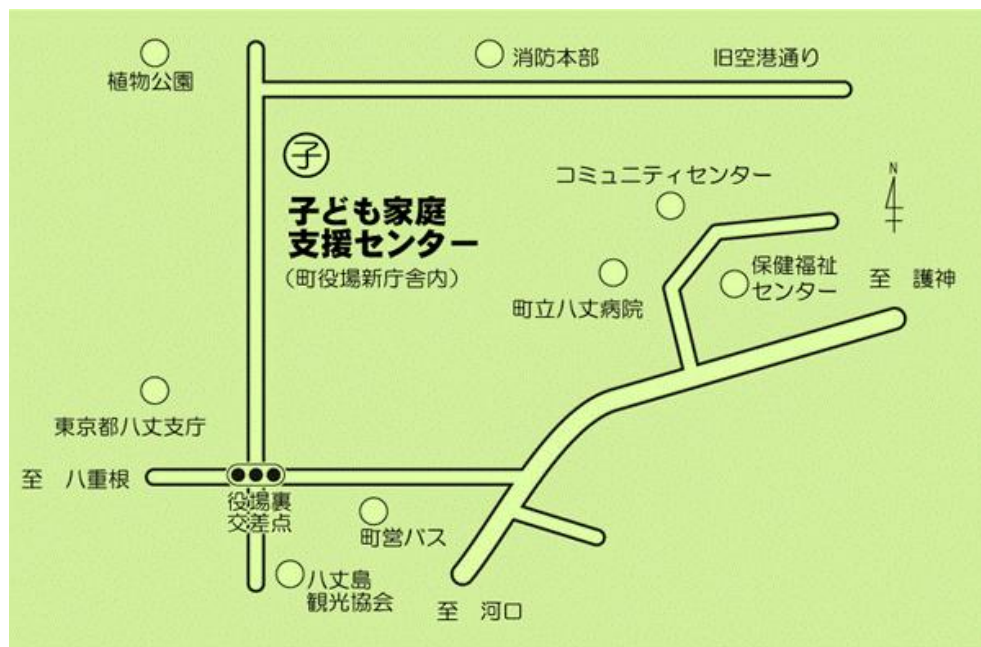 植物公園
消防本部
旧空港通り
子
子ども家庭
支援センター
(町役場新庁舎内)
コミュニティセンター
N
保健福祉
センター
至 護神
町立八丈病院
東京都八丈支庁
至 八重根
役場裏
交差点
町営バス
八丈島
観光協会
至 河口